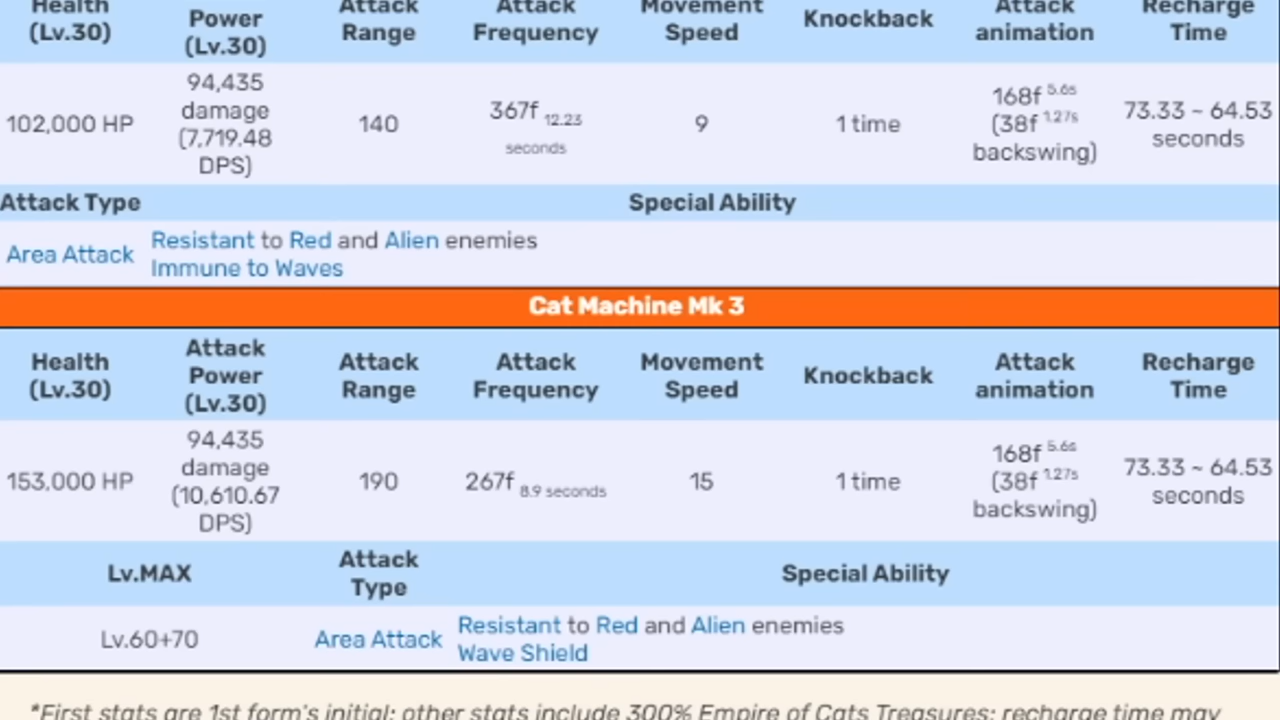 Health (Lv.30) Power (Lv.30) Attack Range Attack Frequency Movement Speed Knockback Attack animation Recharge Time
102,000 HP 94,435 damage (7,719.48 DPS) 140 367f 12.23 seconds 9 1 time 168f 5.6s (38f 1.27s backswing) 73.33 ~ 64.53 seconds
Attack Type Special Ability
Area Attack Resistant to Red and Alien enemies
Immune to Waves
Cat Machine Mk 3
Health (Lv.30) Attack Power (Lv.30) Attack Range Attack Frequency Movement Speed Knockback Attack animation Recharge Time
153,000 HP 94,435 damage (10,610.67 DPS) 190 267f 8.9 seconds 15 1 time 168f 5.6s (38f 1.27s backswing) 73.33 ~ 64.53 seconds
Lv.MAX Attack Type Special Ability
Lv.60+70 Area Attack Resistant to Red and Alien enemies
Wave Shield
*First stats are 1st form's initial; other stats include 300% Empire of Cats Treasures; recharge time may